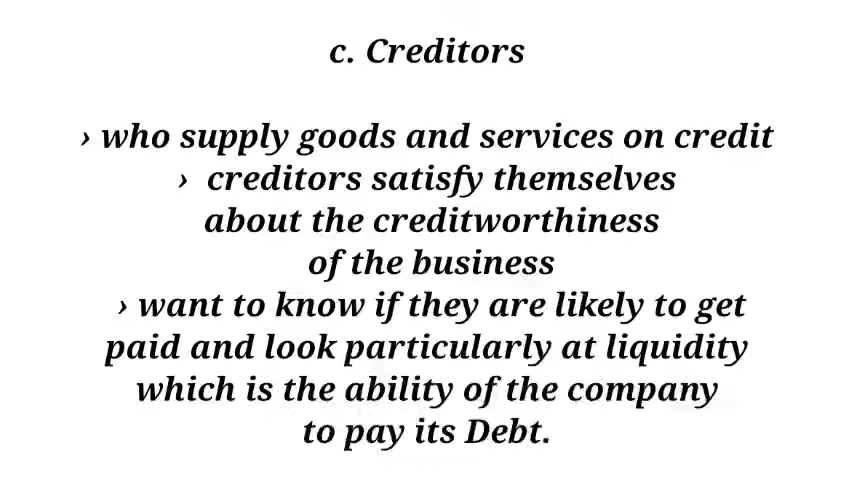 c. Creditors
› who supply goods and services on credit
› creditors satisfy themselves
about the creditworthiness
of the business
› want to know if they are likely to get
paid and look particularly at liquidity
which is the ability of the company
to pay its Debt.